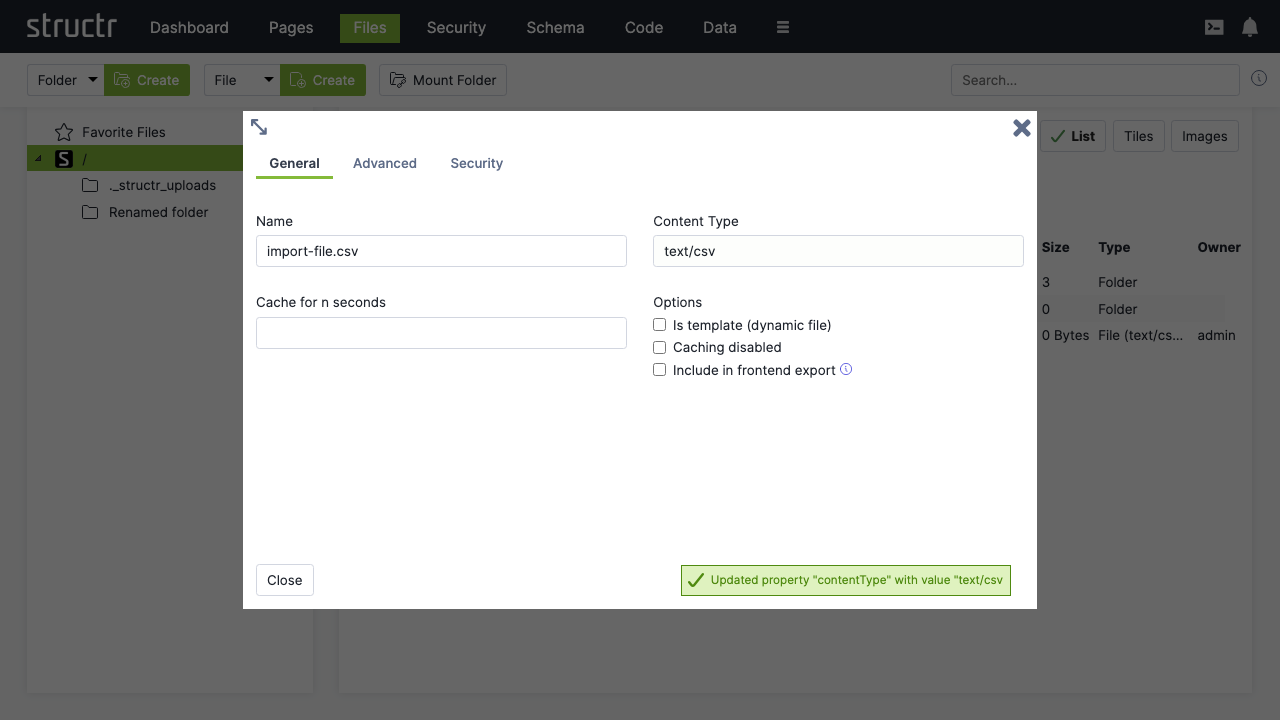 structr
Dashboard
Pages
Files
Security
Schema
Code
Data
Folder
Create
File
Create
Mount Folder
Search...
Favorite Files
S /
._structr_uploads
Renamed folder
List
Tiles
Images
Size Type Owner
3 Folder
0 Folder
0 Bytes File (text/cs... admin
General
Advanced
Security
Name
import-file.csv
Content Type
text/csv
Cache for n seconds
Options
Is template (dynamic file)
Caching disabled
Include in frontend export
Close
Updated property "contentType" with value "text/csv